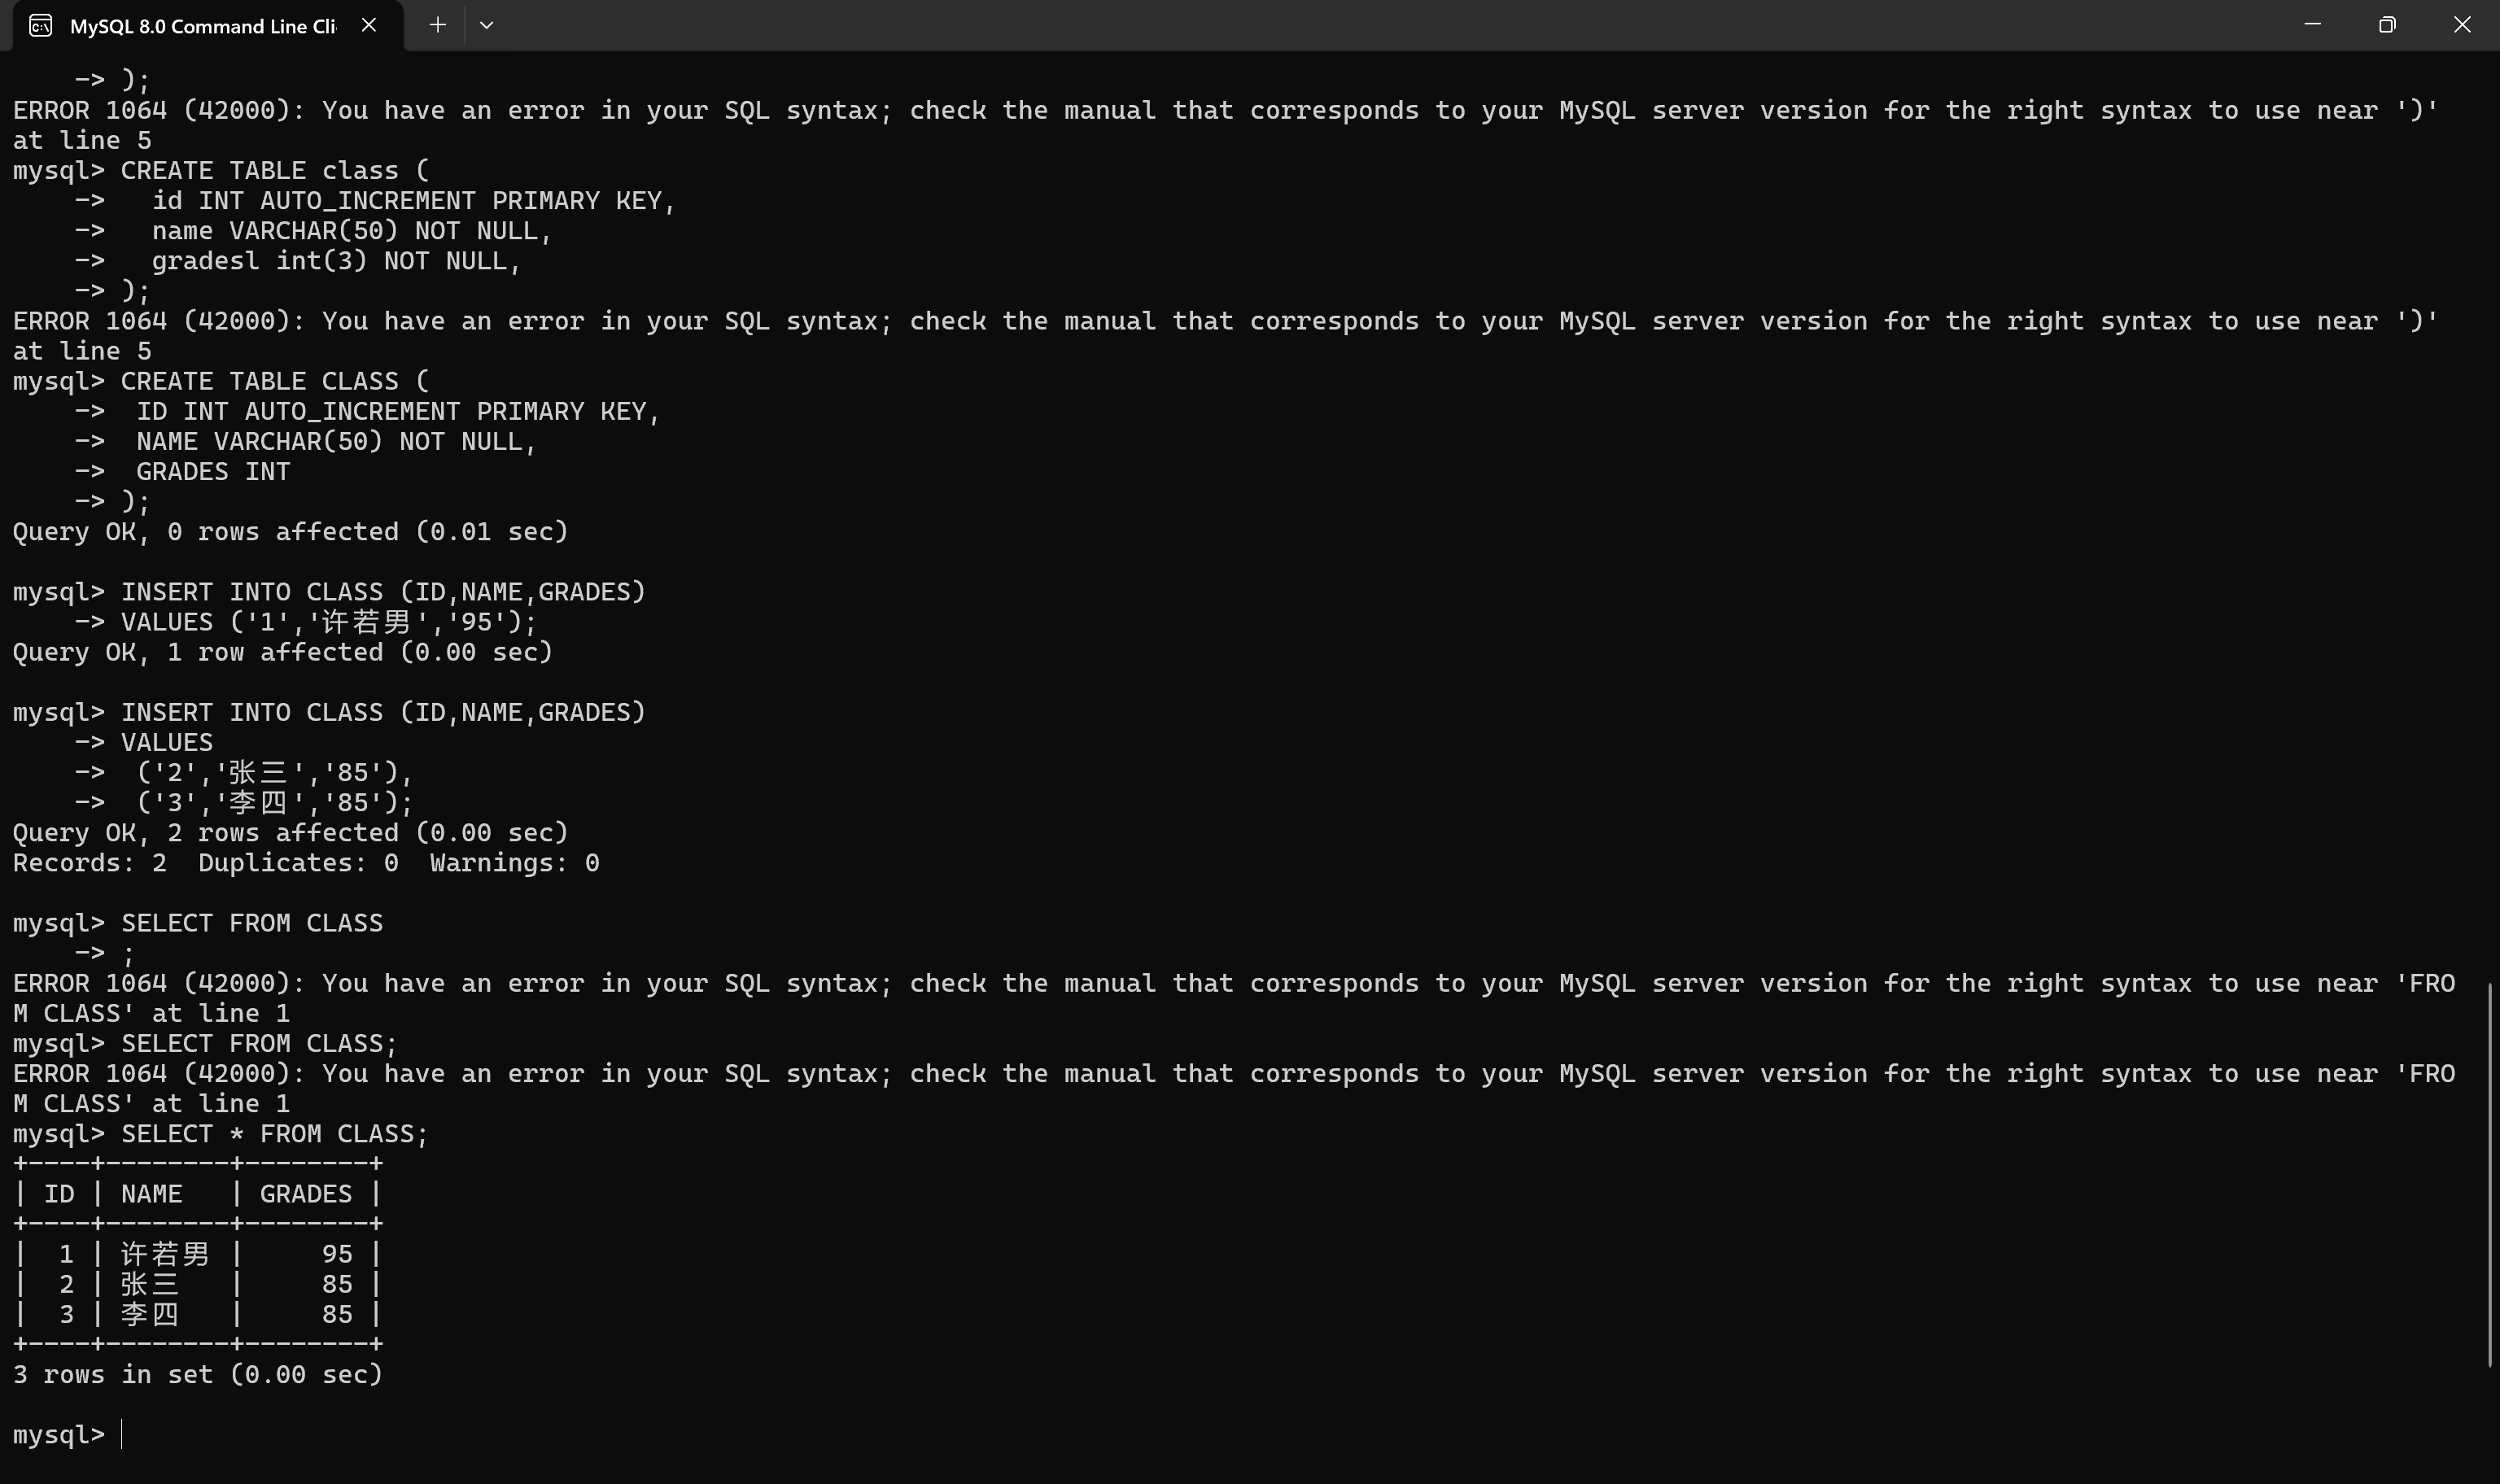 MySQL 8.0 Command Line Cli
    -> );
ERROR 1064 (42000): You have an error in your SQL syntax; check the manual that corresponds to your MySQL server version for the right syntax to use near ')'
at line 5
mysql> CREATE TABLE class (
    ->   id INT AUTO_INCREMENT PRIMARY KEY,
    ->   name VARCHAR(50) NOT NULL,
    ->   gradesl int(3) NOT NULL,
    -> );
ERROR 1064 (42000): You have an error in your SQL syntax; check the manual that corresponds to your MySQL server version for the right syntax to use near ')'
at line 5
mysql> CREATE TABLE CLASS (
    ->  ID INT AUTO_INCREMENT PRIMARY KEY,
    ->  NAME VARCHAR(50) NOT NULL,
    ->  GRADES INT
    -> );
Query OK, 0 rows affected (0.01 sec)

mysql> INSERT INTO CLASS (ID,NAME,GRADES)
    -> VALUES ('1','许若男','95');
Query OK, 1 row affected (0.00 sec)

mysql> INSERT INTO CLASS (ID,NAME,GRADES)
    -> VALUES
    ->  ('2','张三','85'),
    ->  ('3','李四','85');
Query OK, 2 rows affected (0.00 sec)
Records: 2  Duplicates: 0  Warnings: 0

mysql> SELECT FROM CLASS
    -> ;
ERROR 1064 (42000): You have an error in your SQL syntax; check the manual that corresponds to your MySQL server version for the right syntax to use near 'FRO
M CLASS' at line 1
mysql> SELECT FROM CLASS;
ERROR 1064 (42000): You have an error in your SQL syntax; check the manual that corresponds to your MySQL server version for the right syntax to use near 'FRO
M CLASS' at line 1
mysql> SELECT * FROM CLASS;
+----+--------+--------+
| ID | NAME   | GRADES |
+----+--------+--------+
|  1 | 许若男 |     95 |
|  2 | 张三   |     85 |
|  3 | 李四   |     85 |
+----+--------+--------+
3 rows in set (0.00 sec)

mysql>